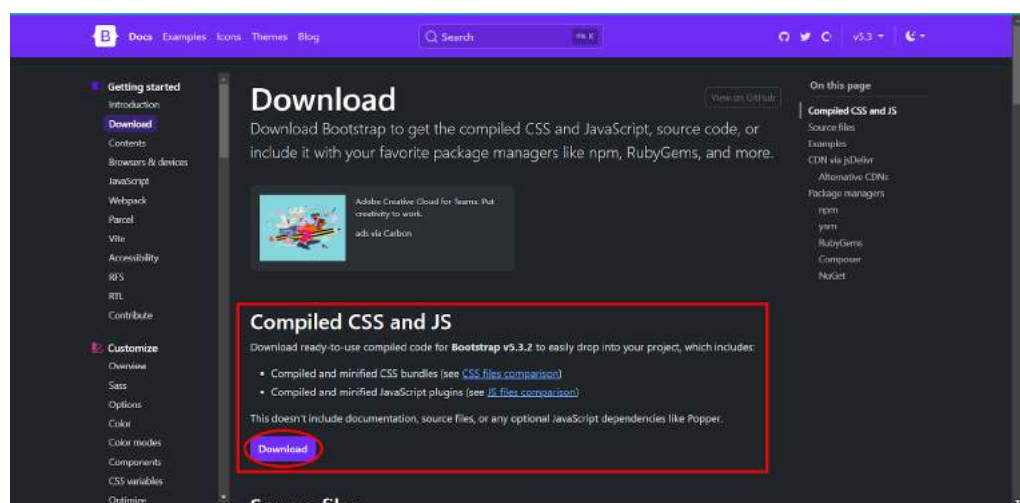 B Docs Examples Icons Themes Blog
Search
v5.3
Getting started
Introduction
Download
Contents
Browsers & devices
JavaScript
Webpack
Parcel
Vite
Accessibility
RFS
RTL
Contribute
Customize
Overview
Sass
Options
Color
Color modes
Components
CSS variables
Optimize
Download
View on GitHub
Download Bootstrap to get the compiled CSS and JavaScript, source code, or
include it with your favorite package managers like npm, RubyGems, and more.
Adobe Creative Cloud for Teams. Put
creativity to work.
ads via Carbon
Compiled CSS and JS
Download ready-to-use compiled code for Bootstrap v5.3.2 to easily drop into your project, which includes:
• Compiled and minified CSS bundles (see CSS files comparison)
• Compiled and minified JavaScript plugins (see JS files comparison)
This doesn't include documentation, source files, or any optional JavaScript dependencies like Popper.
Download
On this page
Compiled CSS and JS
Source files
Examples
CDN via jsDelivr
Alternative CDNs
Package managers
npm
yarn
RubyGems
Composer
NuGet